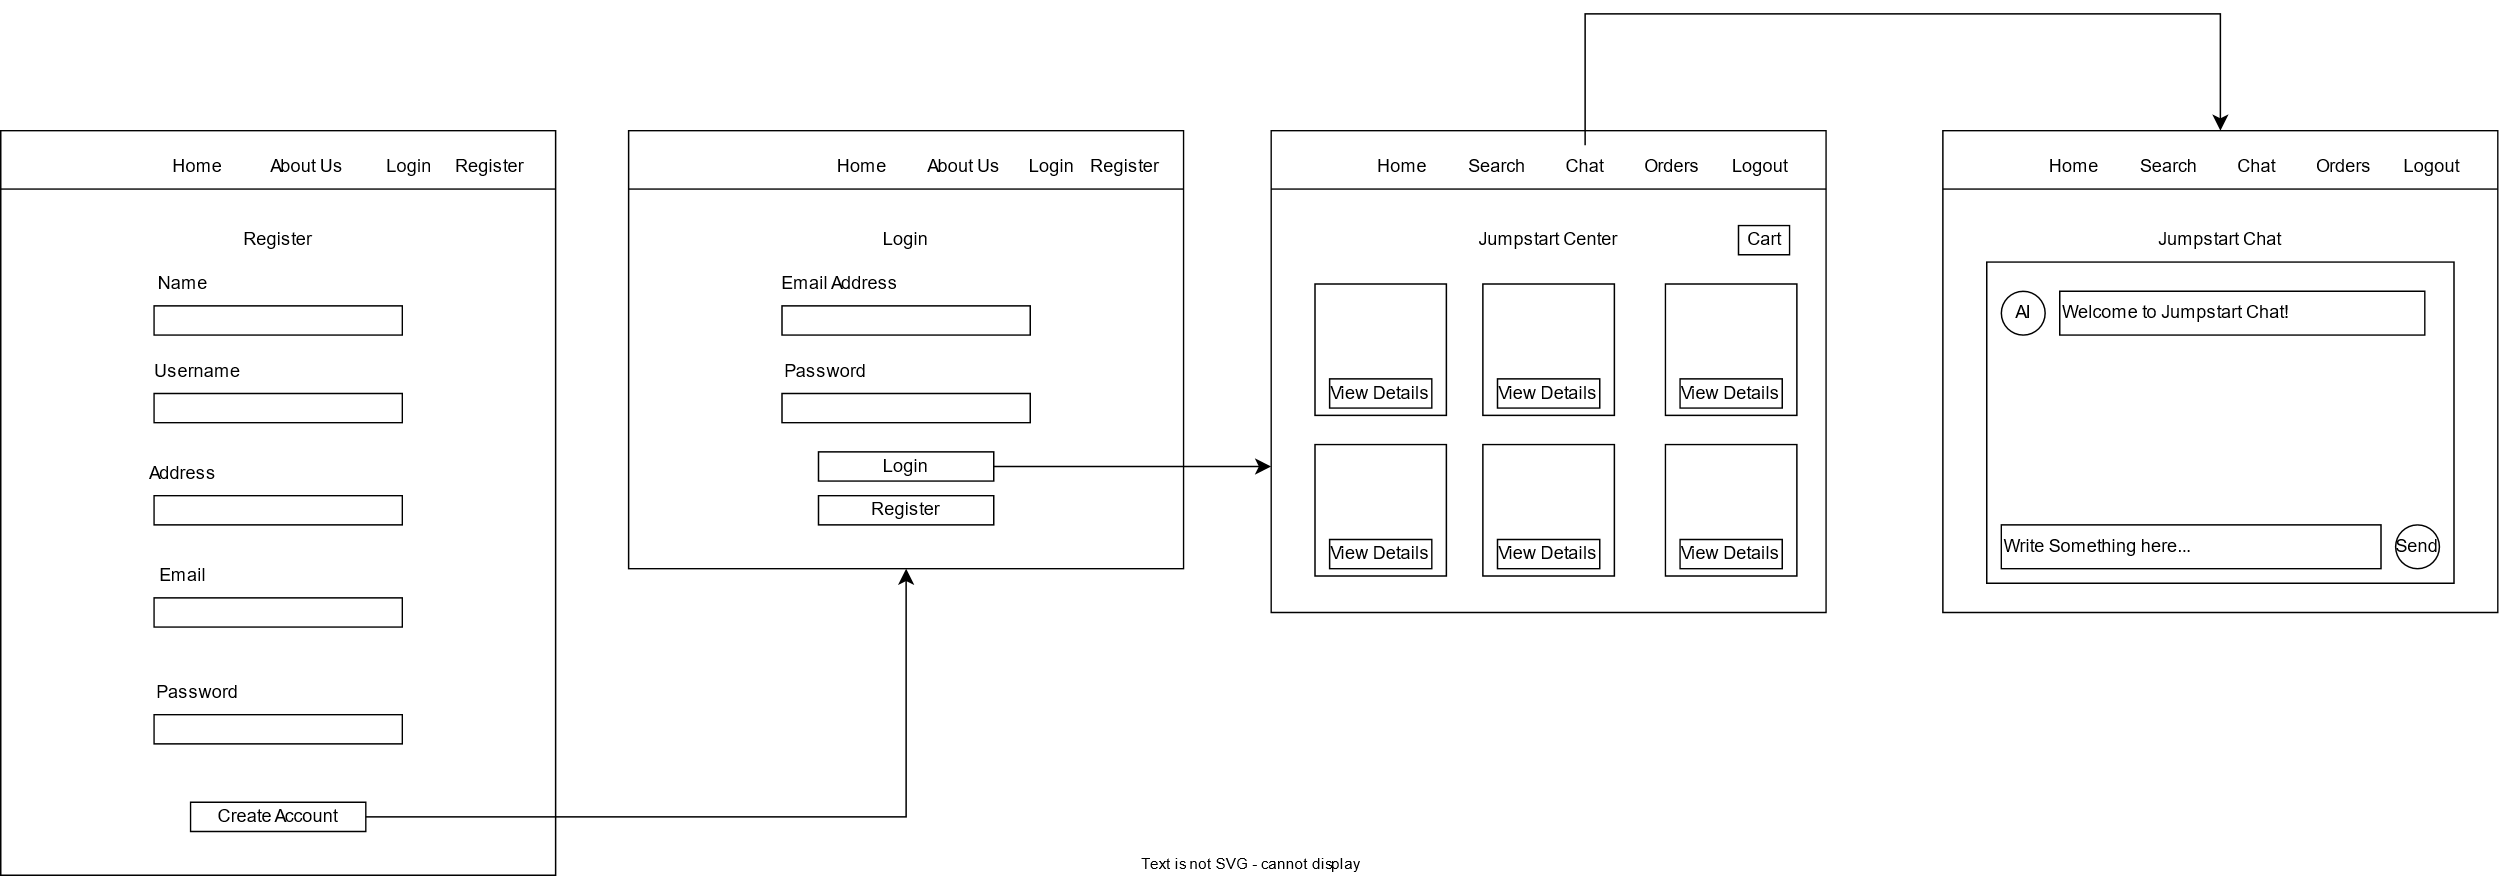 Home About Us Login Register
Register
Name
Username
Address
Email
Password
Create Account
Home About Us Login Register
Login
Email Address
Password
Login
Register
Home Search Chat Orders Logout
Jumpstart Center
Cart
View Details View Details View Details
View Details View Details View Details
Home Search Chat Orders Logout
Jumpstart Chat
AI Welcome to Jumpstart Chat!
Write Something here... Send
Text is not SVG - cannot display